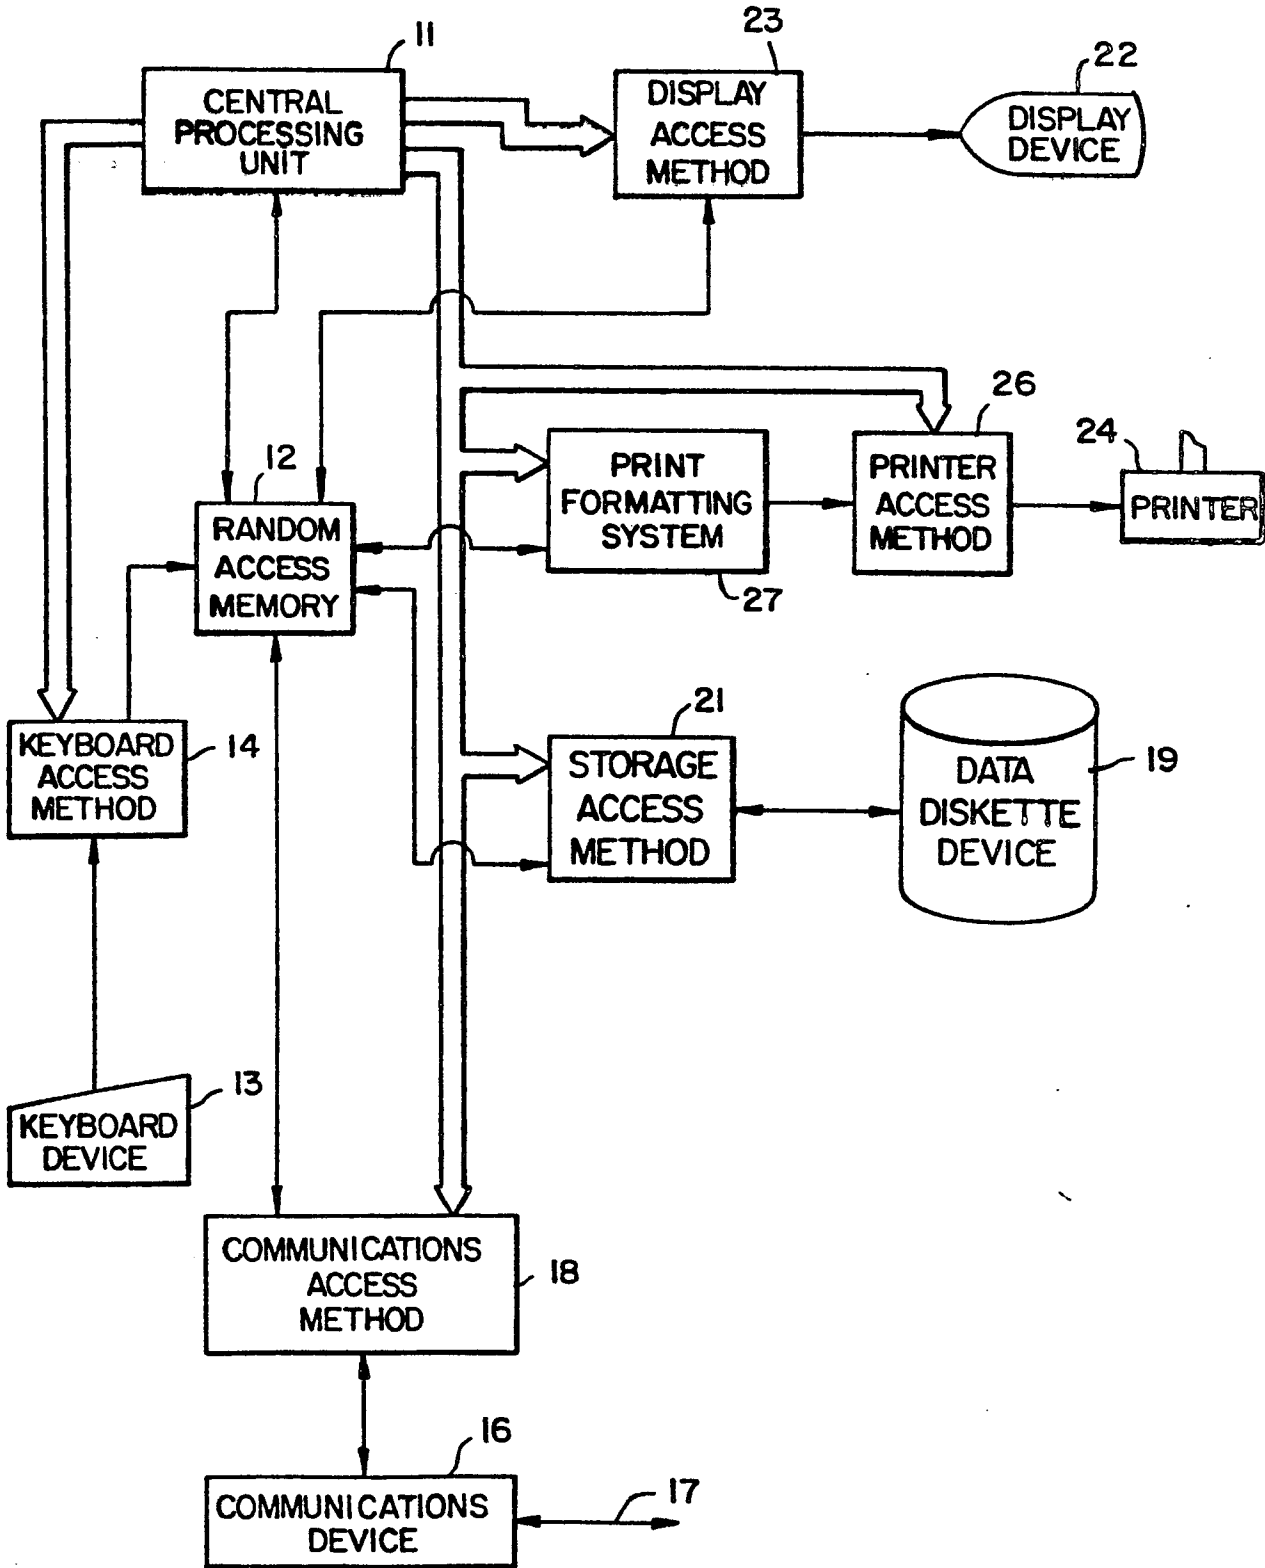 11
CENTRAL
PROCESSING
UNIT
23
DISPLAY
ACCESS
METHOD
22
DISPLAY
DEVICE
12
RANDOM
ACCESS
MEMORY
PRINT
FORMATTING
SYSTEM
27
26
PRINTER
ACCESS
METHOD
24
PRINTER
KEYBOARD
ACCESS
METHOD
14
21
STORAGE
ACCESS
METHOD
DATA
DISKETTE
DEVICE
19
13
KEYBOARD
DEVICE
COMMUNICATIONS
ACCESS
METHOD
18
16
COMMUNICATIONS
DEVICE
17